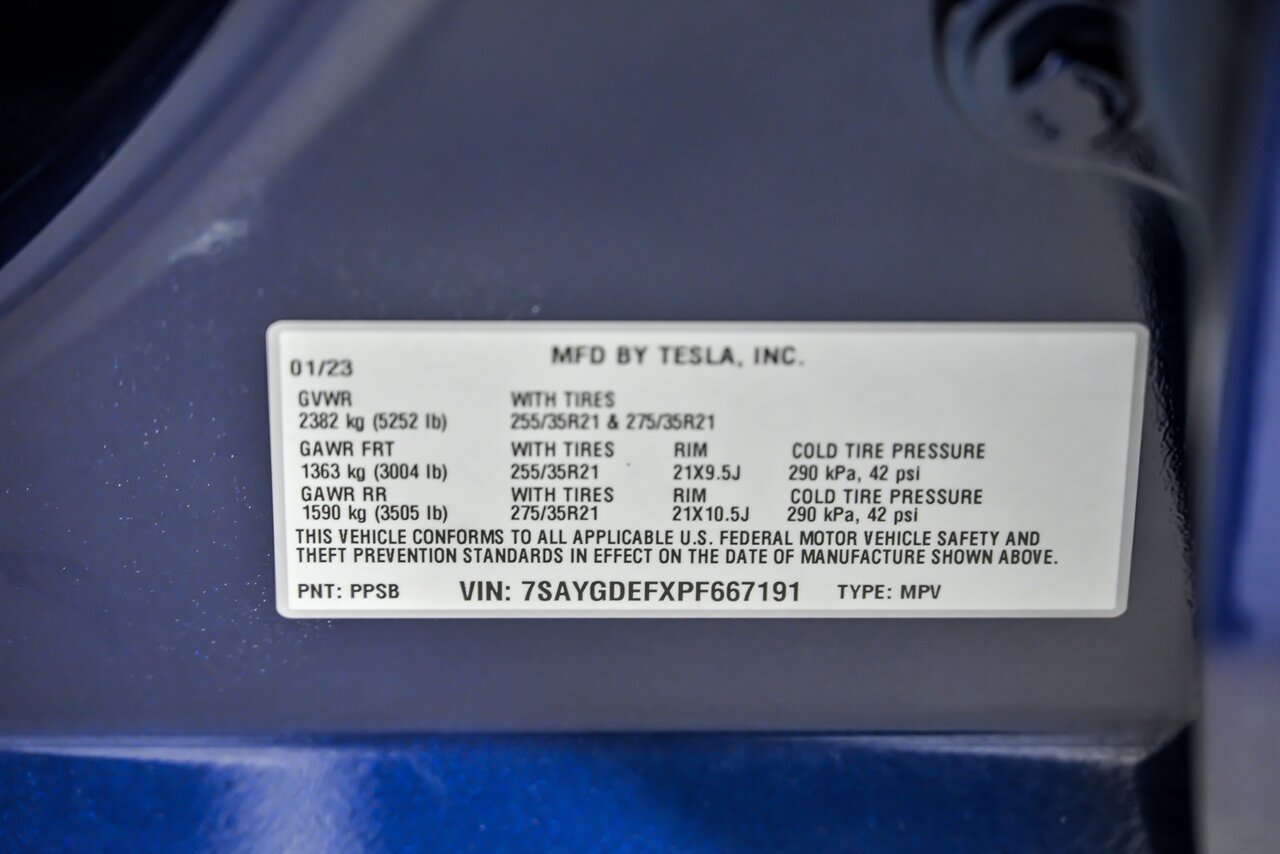 MFD BY TESLA, INC.
01/23
GVWR WITH TIRES
2382 kg (5252 lb) 255/35R21 & 275/35R21
GAWR FRT WITH TIRES RIM COLD TIRE PRESSURE
1363 kg (3004 lb) 255/35R21 21X9.5J 290 kPa, 42 psi
GAWR RR WITH TIRES RIM COLD TIRE PRESSURE
1590 kg (3505 lb) 275/35R21 21X10.5J 290 kPa, 42 psi
THIS VEHICLE CONFORMS TO ALL APPLICABLE U.S. FEDERAL MOTOR VEHICLE SAFETY AND
THEFT PREVENTION STANDARDS IN EFFECT ON THE DATE OF MANUFACTURE SHOWN ABOVE.
PNT: PPSB VIN: 7SAYGDEFXPF667191 TYPE: MPV